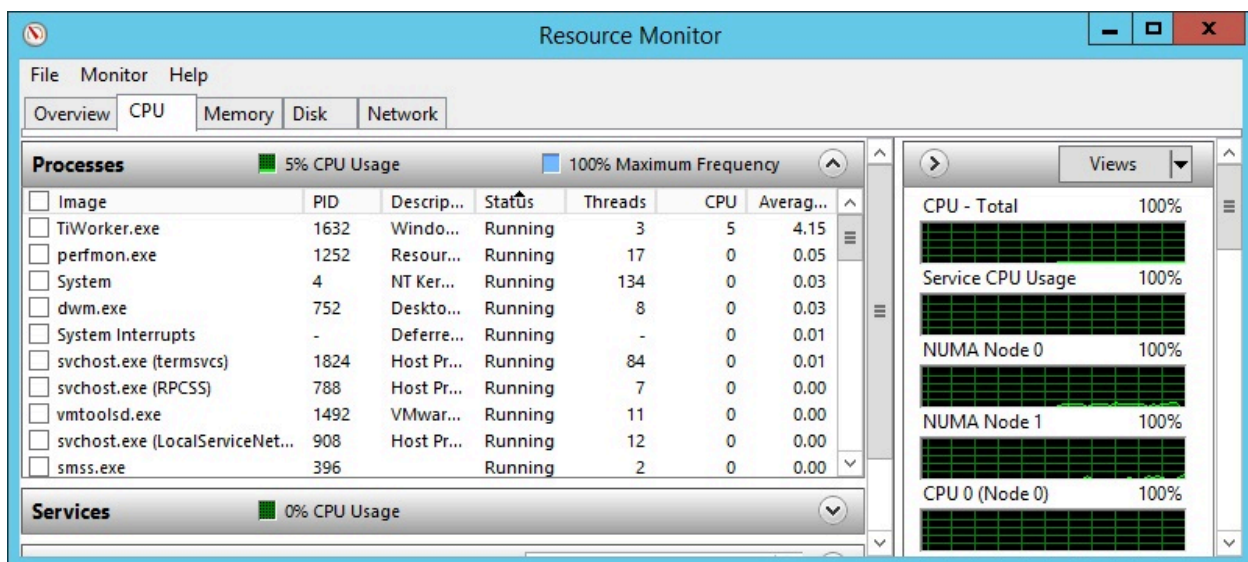 Resource Monitor
File Monitor Help
Overview CPU Memory Disk Network
Processes 5% CPU Usage 100% Maximum Frequency
Image PID Descrip... Status Threads CPU Averag...
TiWorker.exe 1632 Windo... Running 3 5 4.15
perfmon.exe 1252 Resour... Running 17 0 0.05
System 4 NT Ker... Running 134 0 0.03
dwm.exe 752 Deskto... Running 8 0 0.03
System Interrupts - Deferre... Running - 0 0.01
svchost.exe (termsvcs) 1824 Host Pr... Running 84 0 0.01
svchost.exe (RPCSS) 788 Host Pr... Running 7 0 0.00
vmtoolsd.exe 1492 VMwar... Running 11 0 0.00
svchost.exe (LocalServiceNet... 908 Host Pr... Running 12 0 0.00
smss.exe 396 Running 2 0 0.00
Services 0% CPU Usage
Views
CPU - Total 100%
Service CPU Usage 100%
NUMA Node 0 100%
NUMA Node 1 100%
CPU 0 (Node 0) 100%